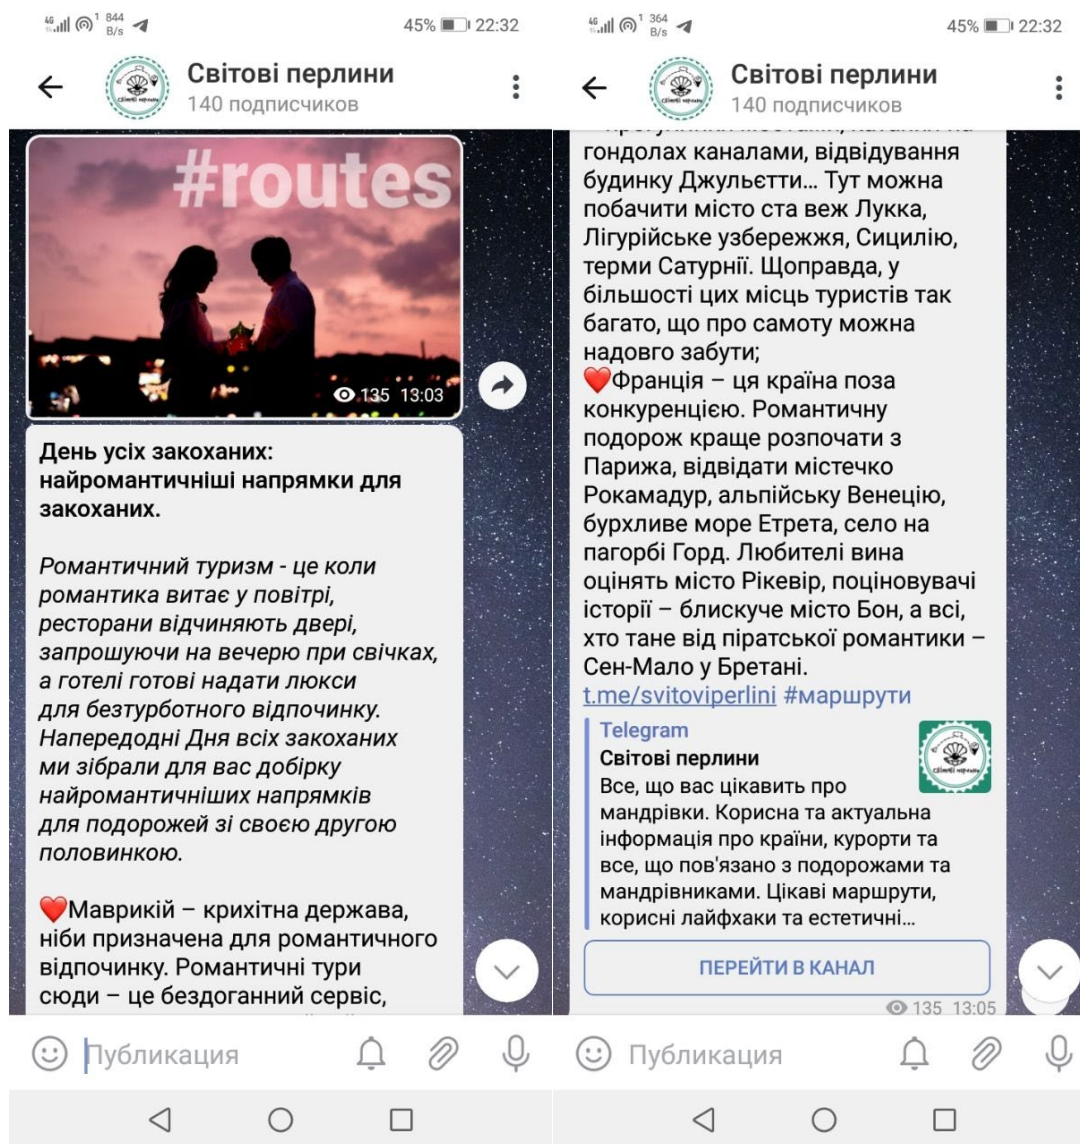 4G
1 844
B/s
45% 22:32
Світові перлини
140 подписчиков
#routes
135 13:03
День усіх закоханих:
найромантичніші напрямки для
закоханих.
Романтичний туризм - це коли
романтика витає у повітрі,
ресторани відчиняють двері,
запрошуючи на вечерю при свічках,
а готелі готові надати люкси
для безтурботного відпочинку.
Напередодні Дня всіх закоханих
ми зібрали для вас добірку
найромантичніших напрямків
для подорожей зі своєю другою
половинкою.
❤️Маврикій – крихітна держава,
ніби призначена для романтичного
відпочинку. Романтичні тури
сюди – це бездоганний сервіс,
Публикация
4G
1 364
B/s
45% 22:32
Світові перлини
140 подписчиков
гондолах каналами, відвідування
будинку Джульєтти... Тут можна
побачити місто ста веж Лукка,
Лігурійське узбережжя, Сицилію,
терми Сатурнії. Щоправда, у
більшості цих місць туристів так
багато, що про самоту можна
надовго забути;
❤️Франція – ця країна поза
конкуренцією. Романтичну
подорож краще розпочати з
Парижа, відвідати містечко
Рокамадур, альпійську Венецію,
бурхливе море Етрета, село на
пагорбі Горд. Любителі вина
оцінять місто Рікевір, поціновувачі
історії – блискуче місто Бон, а всі,
хто тане від піратської романтики –
Сен-Мало у Бретані.
t.me/svitoviperlini #маршрути
Telegram
Світові перлини
Все, що вас цікавить про
мандрівки. Корисна та актуальна
інформація про країни, курорти та
все, що пов'язано з подорожами та
мандрівниками. Цікаві маршрути,
корисні лайфхаки та естетичні...
ПЕРЕЙТИ В КАНАЛ
135 13:05
Публикация